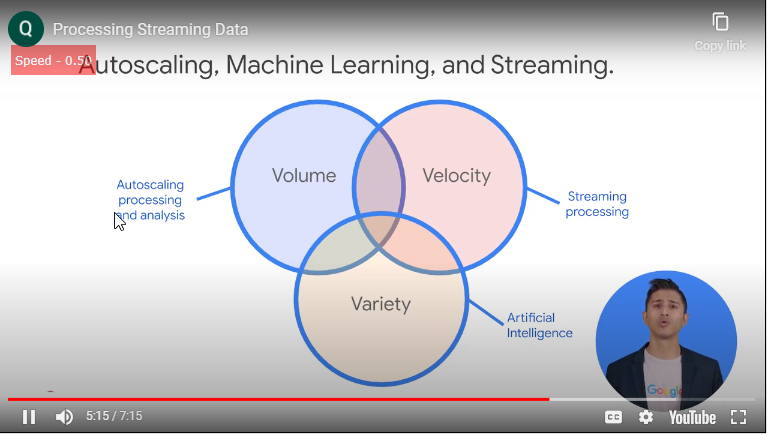 Q
Processing Streaming Data
Copy link
Speed - 0.50
Autoscaling, Machine Learning, and Streaming.
Volume
Velocity
Autoscaling
processing
and analysis
Streaming
processing
Variety
Artificial
Intelligence
Google
5:15 / 7:15
CC
YouTube